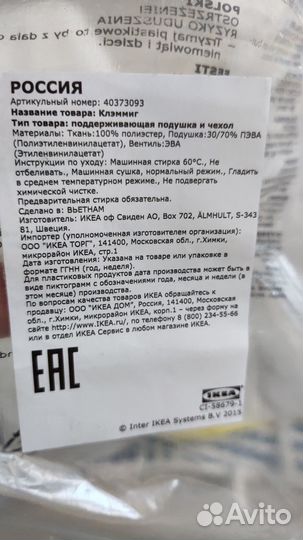 POLSKI
OSTRZEŻENIE!
RYZYKO UDUSZENIA
– Trzymaj plastikowe
niemowląt i dzieci.
to by z dala o
EESTI
РОССИЯ
Артикульный номер: 40373093
Название товара: Клэммиг
Тип товара: поддерживающая подушка и чехол
Материалы: Ткань:100% полиэстер, Подушка:30/70% ПЭВА
(Полиэтиленвинилацетат), Вентиль:ЭВА
(Этиленвинилацетат)
Инструкции по уходу: Машинная стирка 60°C., Не
отбеливать., Машинная сушка, нормальный режим., Гладить
в среднем температурном режиме., Не подвергать
химической чистке.
Предварительная стирка обязательна.
Сделано в: ВЬЕТНАМ
Изготовитель: ИКЕА оф Свиден АО, Box 702, ÄLMHULT, S-343
81, Швеция.
Импортер (уполномоченная изготовителем организация):
ООО "ИКЕА ТОРГ", 141400, Московская обл., г.Химки,
микрорайон ИКЕА, стр.1
Дата изготовления: Указана на товаре или упаковке в
формате ГГНН (год, неделя).
Для пластиковых продуктов дата производства может быть в
виде пиктограмм с обозначениями года, месяца и недели (в
этом месяце) производства.
По вопросам качества товаров ИКЕА обращайтесь к
продавцу: ООО "ИКЕА ДОМ", Россия, 141400, Московская
обл., г.Химки, микрорайон ИКЕА, корп.1 – через наш веб
сайте http://www.IKEA.ru/, по телефону 8 (800) 234-55-66
или в ИКЕА Сервис в любом магазине ИКЕА.
EAC
IKEA
CI-58679-1
© Inter IKEA Systems B.V 2015
Avito